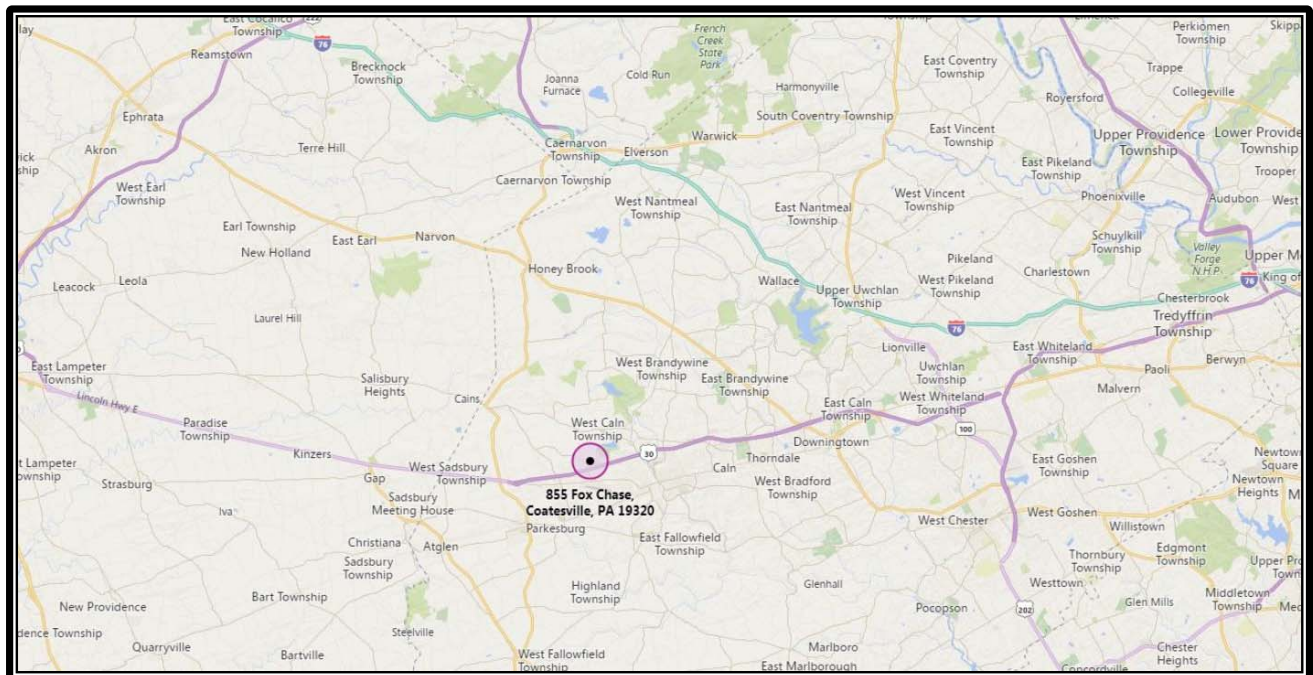 East Cocalico
Township
222
76
Reamstown
Brecknock
Township
French
Creek
State
Park
Cold Run
Joanna
Furnace
Harmonyville
East Coventry
Township
Perkiomen
Township
Trappe
Collegeville
Royersford
South Coventry Township
Ephrata
Akron
Terre Hill
Caernarvon
Township
Elverson
Warwick
East Vincent
Township
Upper Providence
Township
Lower Provide
Township
Trooper
East Pikeland
Township
Phoenixville
Audubon
West
West Earl
Township
Caernarvon Township
West Nantmeal
Township
East Nantmeal
Township
West Vincent
Township
Earl Township
East Earl
Narvon
New Holland
Schuylkill
Township
Valley
Forge
N.H.P.
Pikeland
Honey Brook
Leacock
Leola
Wallace
Upper Uwchlan
Township
West Pikeland
Township
Charlestown
76
King of
Chesterbrook
Tredyffrin
Township
Laurel Hill
76
Lionville
East Whiteland
Township
Berwyn
Paoli
Malvern
East Lampeter
Township
Lincoln Hwy E
Salisbury
Heights
Cains
West Brandywine
Township
East Brandywine
Township
Uwchlan
Township
West Whiteland
Township
East Caln
Township
Paradise
Township
West Caln
Township
100
Downingtown
Kinzers
30
Thorndale
Caln
East Goshen
Township
Newtown
Square
Newtown
Heights
Strasburg
Gap
West Sadsbury
Township
West Bradford
Township
855 Fox Chase,
Coatesville, PA 19320
Sadsbury
Meeting House
Iva
Parkesburg
West Chester
West Goshen
Willistown
East Fallowfield
Township
Christiana
Atglen
Sadsbury
Township
Thornbury
Township
Edgmont
Township
Westtown
Highland
Township
Glenhall
Bart Township
New Providence
Pocopson
202
Glen Mills
Middletown
Township
Steelville
Quarryville
Bartville
West Fallowfield
Township
Marlboro
East Marlborough
Chester
Heights
Concordville